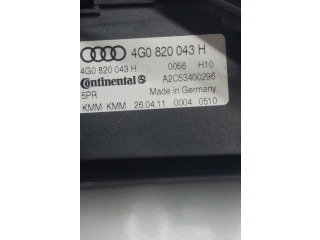 4G0 820 043 H
4G0 820 043 H 0056 H10
Continental A2C53400296
5PR Made in Germany
KMM KMM 26.04.11 0004 0510